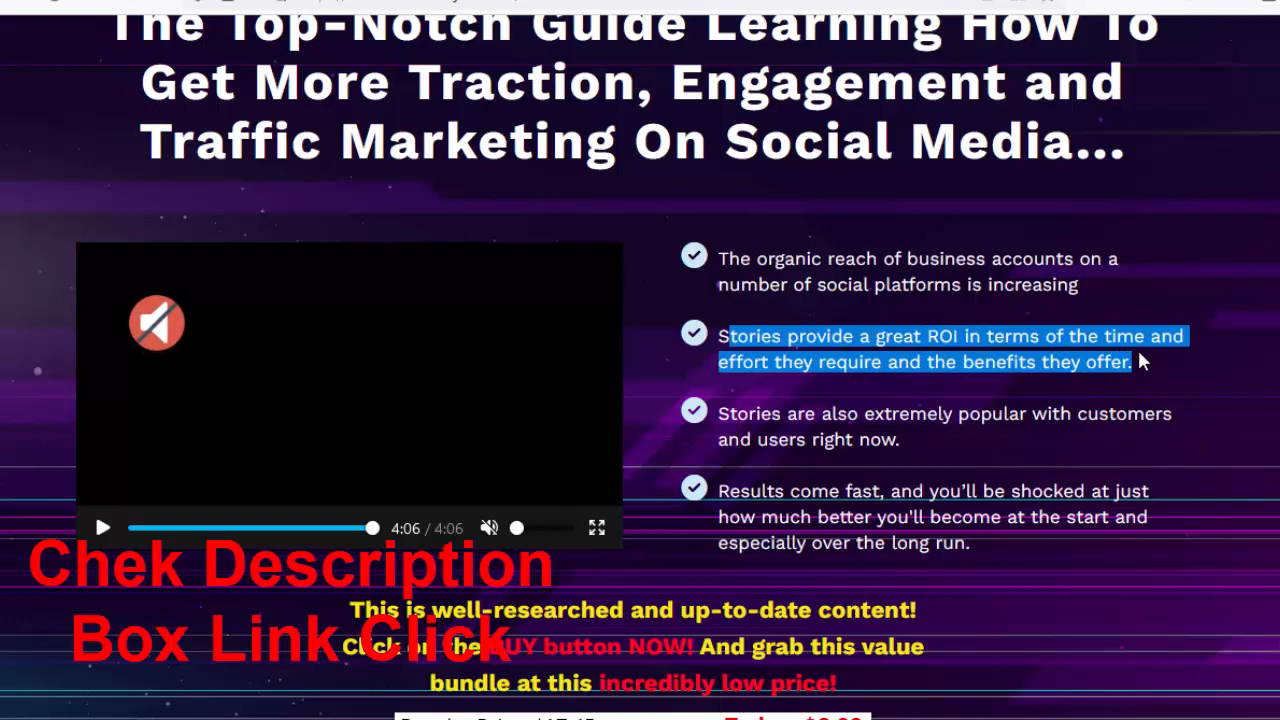 The Top-Notch Guide Learning How To
Get More Traction, Engagement and
Traffic Marketing On Social Media...
The organic reach of business accounts on a
number of social platforms is increasing
Stories provide a great ROI in terms of the time and
effort they require and the benefits they offer.
Stories are also extremely popular with customers
and users right now.
Results come fast, and you’ll be shocked at just
how much better you'll become at the start and
especially over the long run.
4:06 / 4:06
Chek Description
Box Link Click
This is well-researched and up-to-date content!
Click on the BUY button NOW! And grab this value
bundle at this incredibly low price!